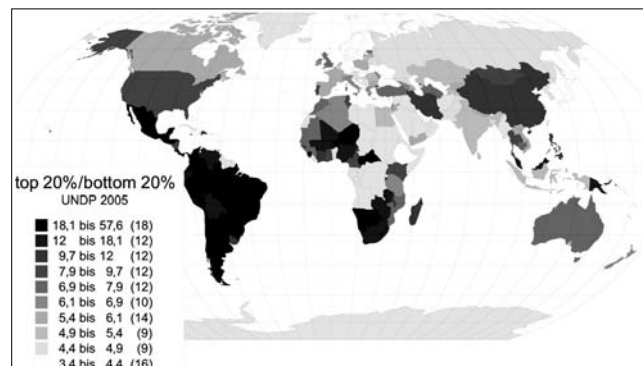 top 20%/bottom 20%
UNDP 2005
18,1 bis 57,6 (18)
12 bis 18,1 (12)
9,7 bis 12 (12)
7,9 bis 9,7 (12)
6,9 bis 7,9 (12)
6,1 bis 6,9 (10)
5,4 bis 6,1 (14)
4,9 bis 5,4 (9)
4,4 bis 4,9 (9)
3,4 bis 4,4 (16)